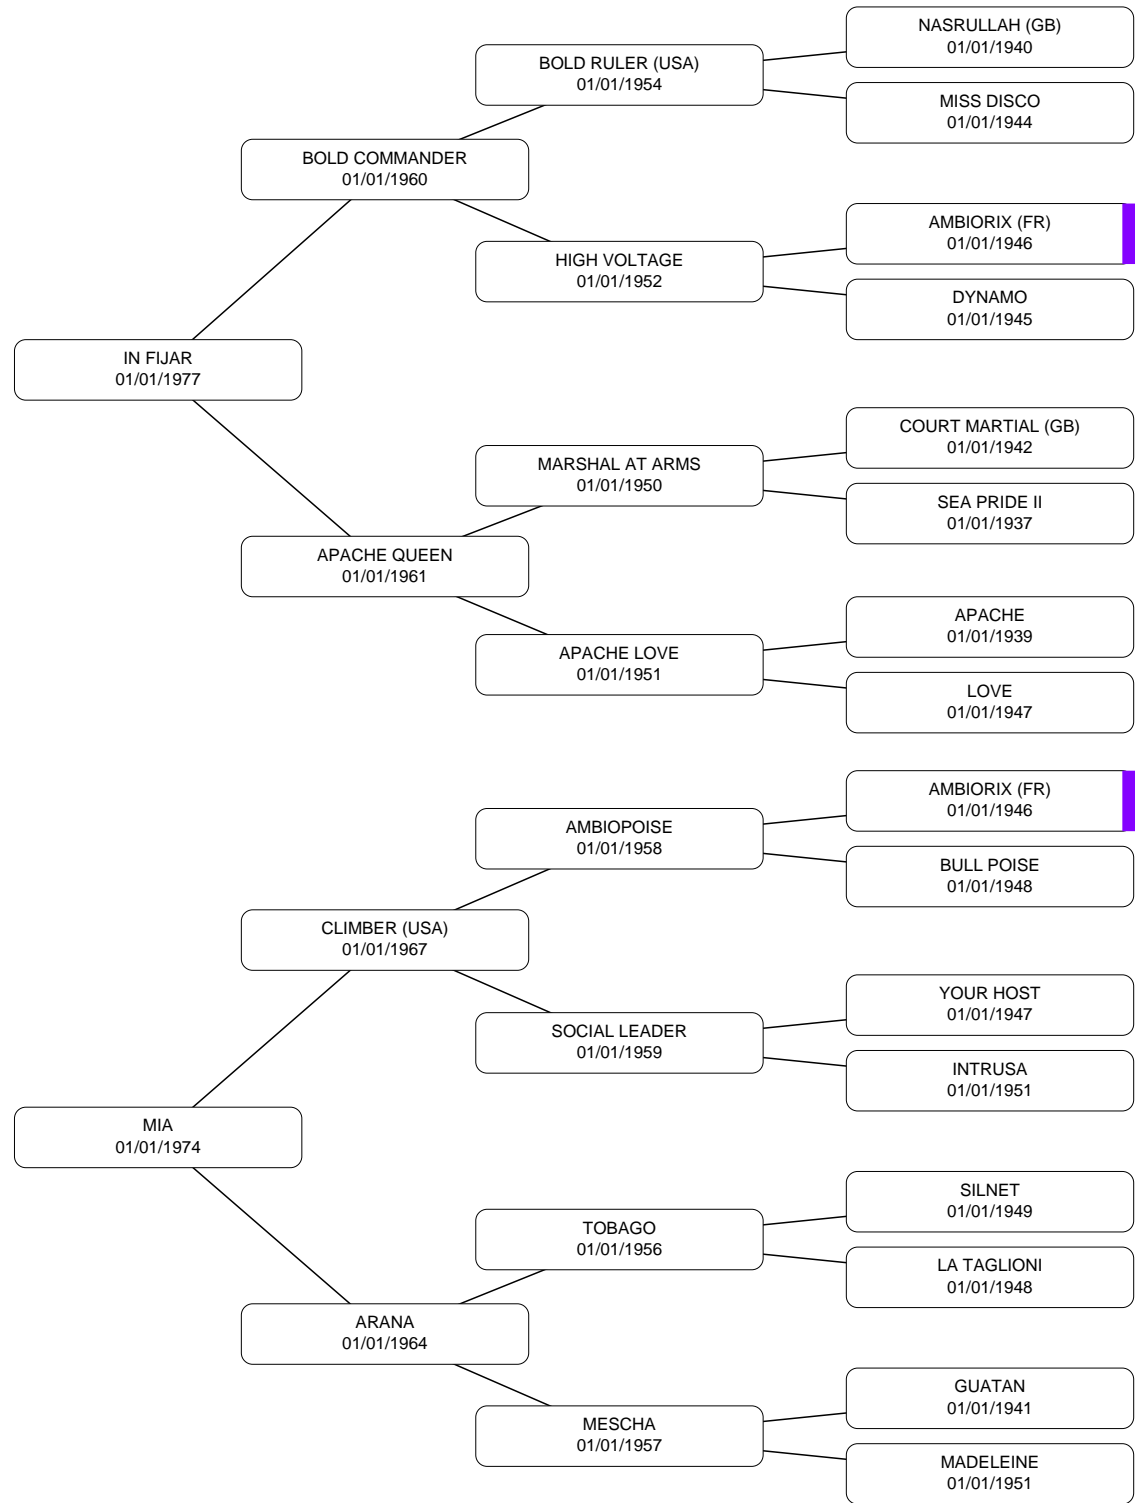 NASRULLAH (GB)
01/01/1940
BOLD RULER (USA)
01/01/1954
MISS DISCO
01/01/1944
BOLD COMMANDER
01/01/1960
AMBIORIX (FR)
01/01/1946
HIGH VOLTAGE
01/01/1952
DYNAMO
01/01/1945
IN FIJAR
01/01/1977
COURT MARTIAL (GB)
01/01/1942
MARSHAL AT ARMS
01/01/1950
SEA PRIDE II
01/01/1937
APACHE QUEEN
01/01/1961
APACHE
01/01/1939
APACHE LOVE
01/01/1951
LOVE
01/01/1947
AMBIORIX (FR)
01/01/1946
AMBIOPOISE
01/01/1958
BULL POISE
01/01/1948
CLIMBER (USA)
01/01/1967
YOUR HOST
01/01/1947
SOCIAL LEADER
01/01/1959
INTRUSA
01/01/1951
MIA
01/01/1974
SILNET
01/01/1949
TOBAGO
01/01/1956
LA TAGLIONI
01/01/1948
ARANA
01/01/1964
GUATAN
01/01/1941
MESCHA
01/01/1957
MADELEINE
01/01/1951